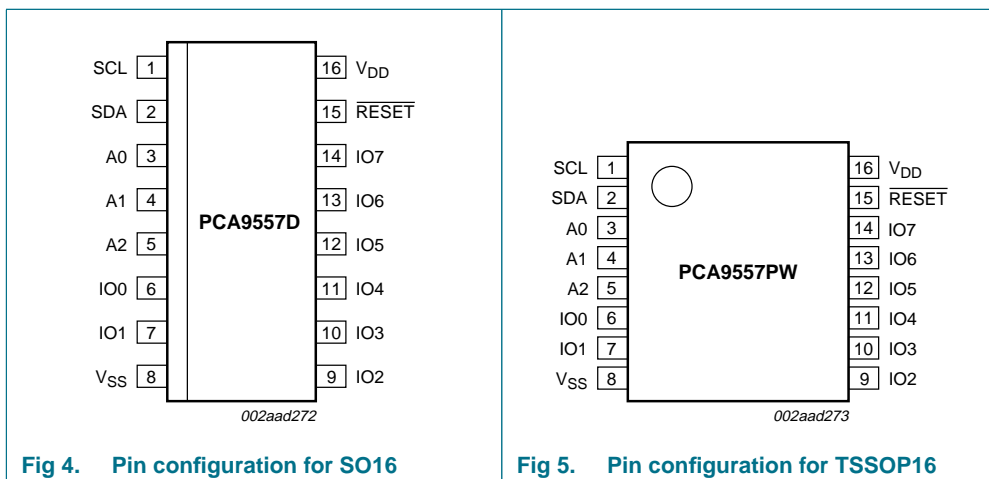 SCL 1 16 VDD
SDA 2 15 RESET
A0 3 14 IO7
A1 4 13 IO6
PCA9557D
A2 5 12 IO5
IO0 6 11 IO4
IO1 7 10 IO3
VSS 8 9 IO2
002aad272
Fig 4. Pin configuration for SO16
SCL 1 16 VDD
SDA 2 15 RESET
A0 3 14 IO7
A1 4 13 IO6
PCA9557PW
A2 5 12 IO5
IO0 6 11 IO4
IO1 7 10 IO3
VSS 8 9 IO2
002aad273
Fig 5. Pin configuration for TSSOP16